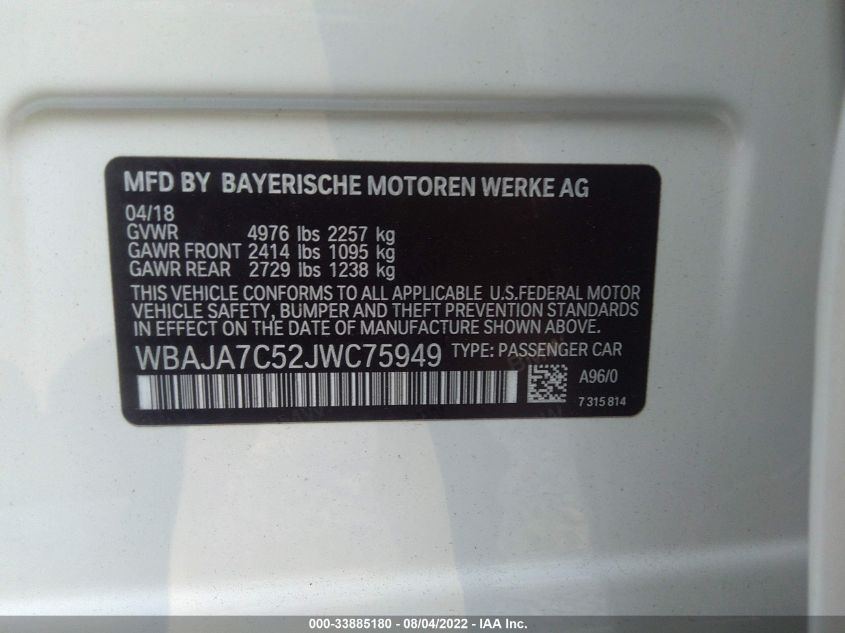 MFD BY BAYERISCHE MOTOREN WERKE AG
04/18
GVWR 4976 lbs 2257 kg
GAWR FRONT 2414 lbs 1095 kg
GAWR REAR 2729 lbs 1238 kg
THIS VEHICLE CONFORMS TO ALL APPLICABLE U.S.FEDERAL MOTOR
VEHICLE SAFETY, BUMPER AND THEFT PREVENTION STANDARDS
IN EFFECT ON THE DATE OF MANUFACTURE SHOWN ABOVE.
WBAJA7C52JWC75949 TYPE: PASSENGER CAR
A96/0
7 315 814
000-33885180 - 08/04/2022 - IAA Inc.